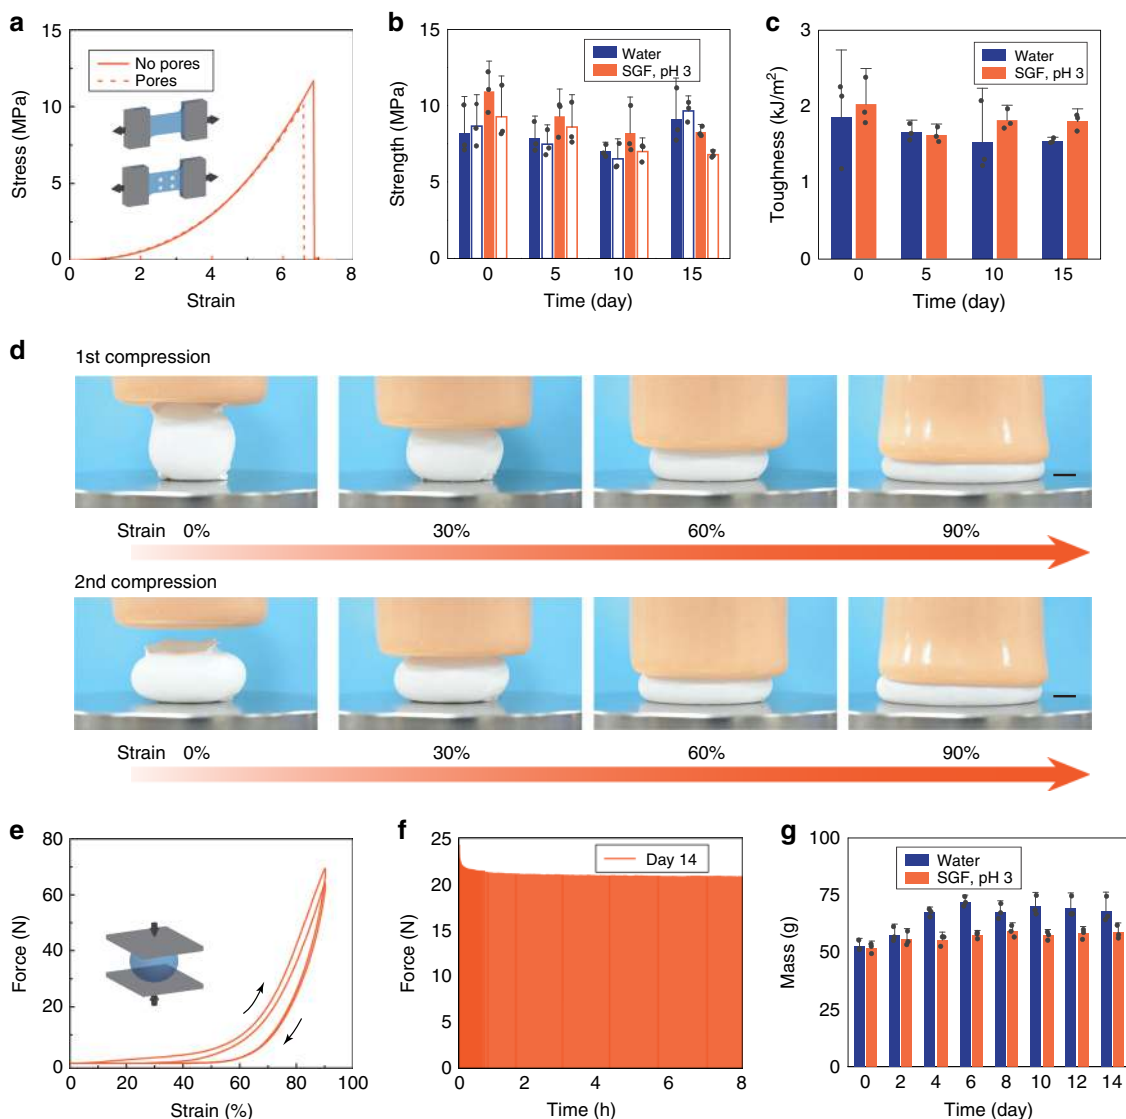 a
15
10
5
0
Stress (MPa)
No pores
Pores
0 2 4 6 8
Strain
b
15
10
5
0
Strength (MPa)
Water
SGF, pH 3
0 5 10 15
Time (day)
c
3
2
1
0
Toughness (kJ/m²)
Water
SGF, pH 3
0 5 10 15
Time (day)
d
1st compression
Strain 0% 30% 60% 90%
2nd compression
Strain 0% 30% 60% 90%
e
80
60
40
20
0
Force (N)
0 20 40 60 80 100
Strain (%)
f
25
20
15
10
5
0
Force (N)
Day 14
0 2 4 6 8
Time (h)
g
100
75
50
25
0
Mass (g)
Water
SGF, pH 3
0 2 4 6 8 10 12 14
Time (day)